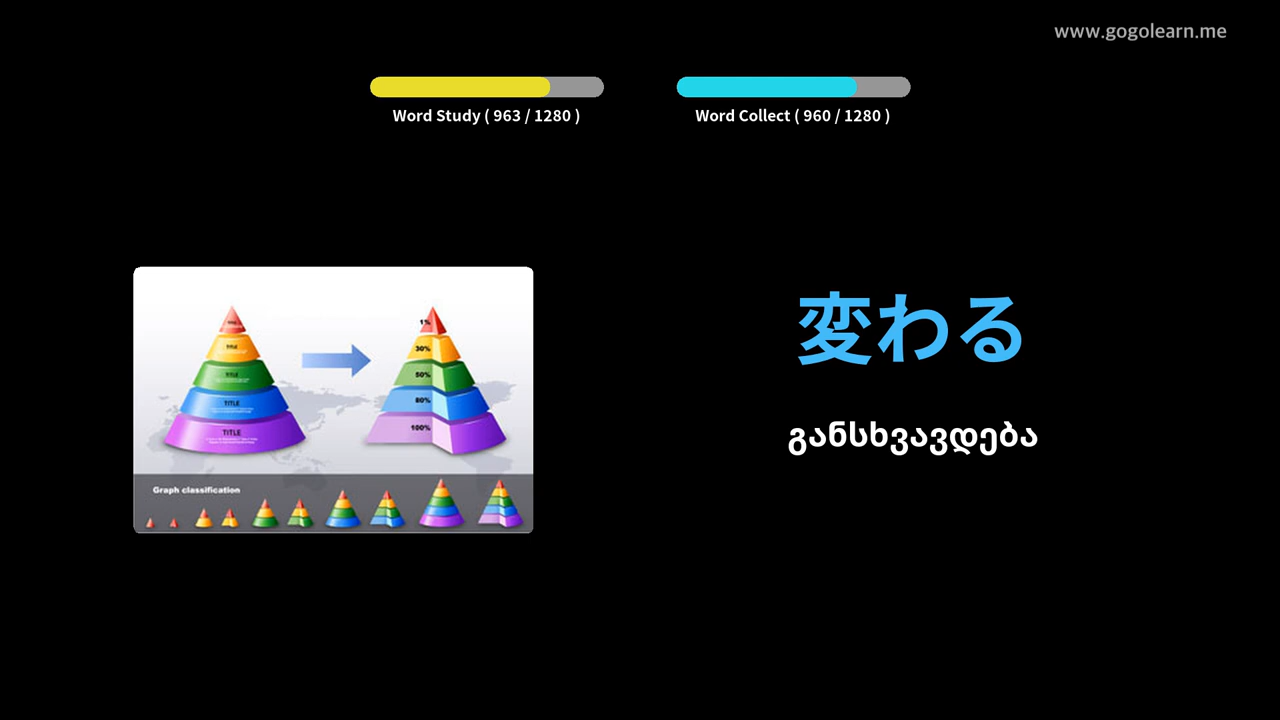 www.gogolearn.me
Word Study ( 963 / 1280 )
Word Collect ( 960 / 1280 )
TITLE
TITLE
TITLE
TITLE
1%
30%
50%
80%
100%
Graph classification
変わる
განსხვავდება